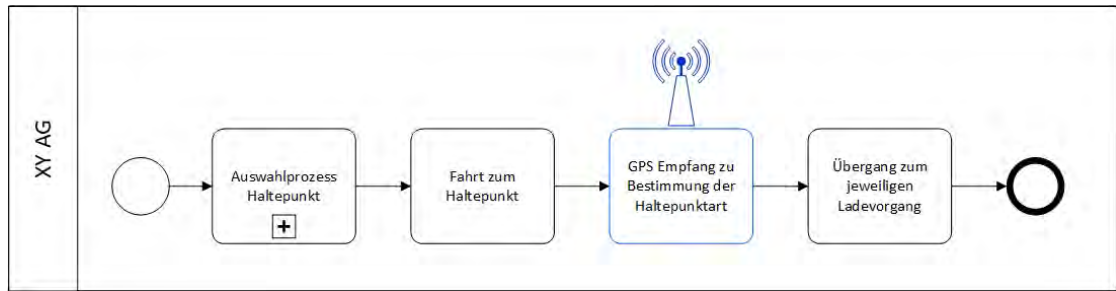 XY AG
Auswahlprozess
Haltepunkt
Fahrt zum
Haltepunkt
GPS Empfang zu
Bestimmung der
Haltepunktart
Übergang zum
jeweiligen
Ladevorgang